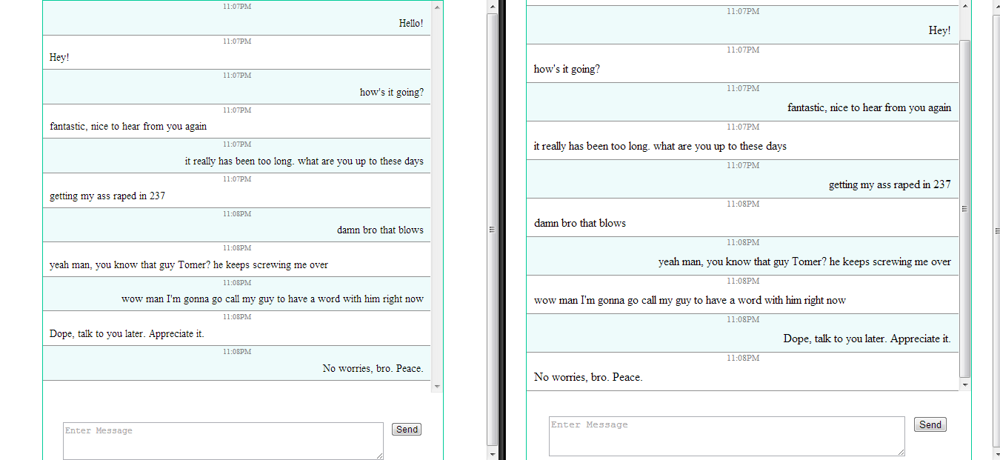 11:07PM
Hello!
11:07PM
Hey!
11:07PM
how's it going?
11:07PM
fantastic, nice to hear from you again
11:07PM
it really has been too long. what are you up to these days
11:07PM
getting my ass raped in 237
11:08PM
damn bro that blows
11:08PM
yeah man, you know that guy Tomer? he keeps screwing me over
11:08PM
wow man I'm gonna go call my guy to have a word with him right now
11:08PM
Dope, talk to you later. Appreciate it.
11:08PM
No worries, bro. Peace.
Enter Message
Send
11:07PM
Hey!
11:07PM
how's it going?
11:07PM
fantastic, nice to hear from you again
11:07PM
it really has been too long. what are you up to these days
11:07PM
getting my ass raped in 237
11:08PM
damn bro that blows
11:08PM
yeah man, you know that guy Tomer? he keeps screwing me over
11:08PM
wow man I'm gonna go call my guy to have a word with him right now
11:08PM
Dope, talk to you later. Appreciate it.
11:08PM
No worries, bro. Peace.
Enter Message
Send